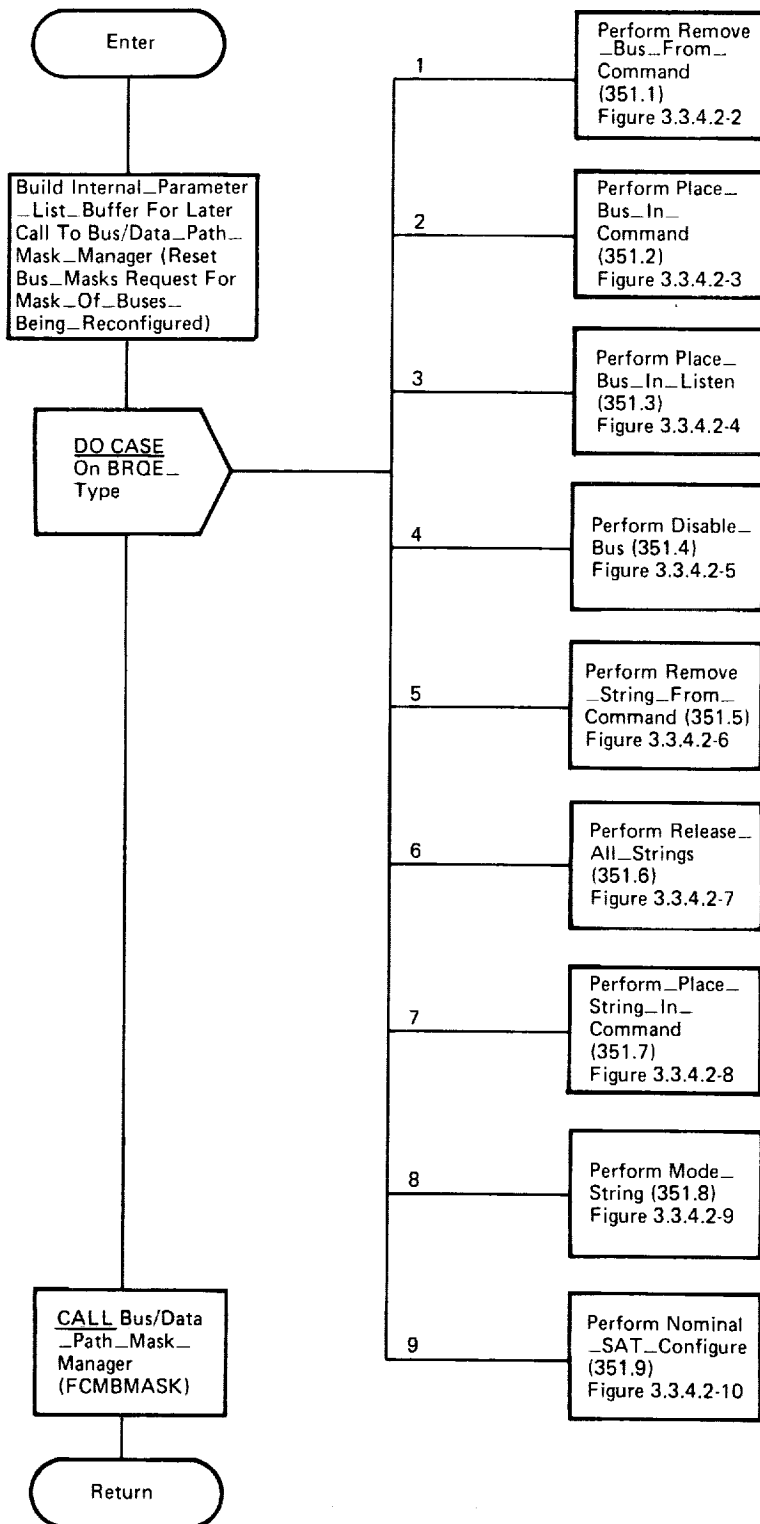 Enter
Build Internal_Parameter
_List_Buffer For Later
Call To Bus/Data_Path_
Mask_Manager (Reset
Bus_Masks Request For
Mask_Of_Buses_
Being_Reconfigured)
DO CASE
On BRQE_
Type
CALL Bus/Data
_Path_Mask_
Manager
(FCMBMASK)
Return
1
Perform Remove
_Bus_From_
Command
(351.1)
Figure 3.3.4.2-2
2
Perform Place_
Bus_In_
Command
(351.2)
Figure 3.3.4.2-3
3
Perform Place_
Bus_In_Listen
(351.3)
Figure 3.3.4.2-4
4
Perform Disable_
Bus (351.4)
Figure 3.3.4.2-5
5
Perform Remove
_String_From_
Command (351.5)
Figure 3.3.4.2-6
6
Perform Release_
All_Strings
(351.6)
Figure 3.3.4.2-7
7
Perform_Place_
String_In_
Command
(351.7)
Figure 3.3.4.2-8
8
Perform Mode_
String (351.8)
Figure 3.3.4.2-9
9
Perform Nominal
_SAT_Configure
(351.9)
Figure 3.3.4.2-10